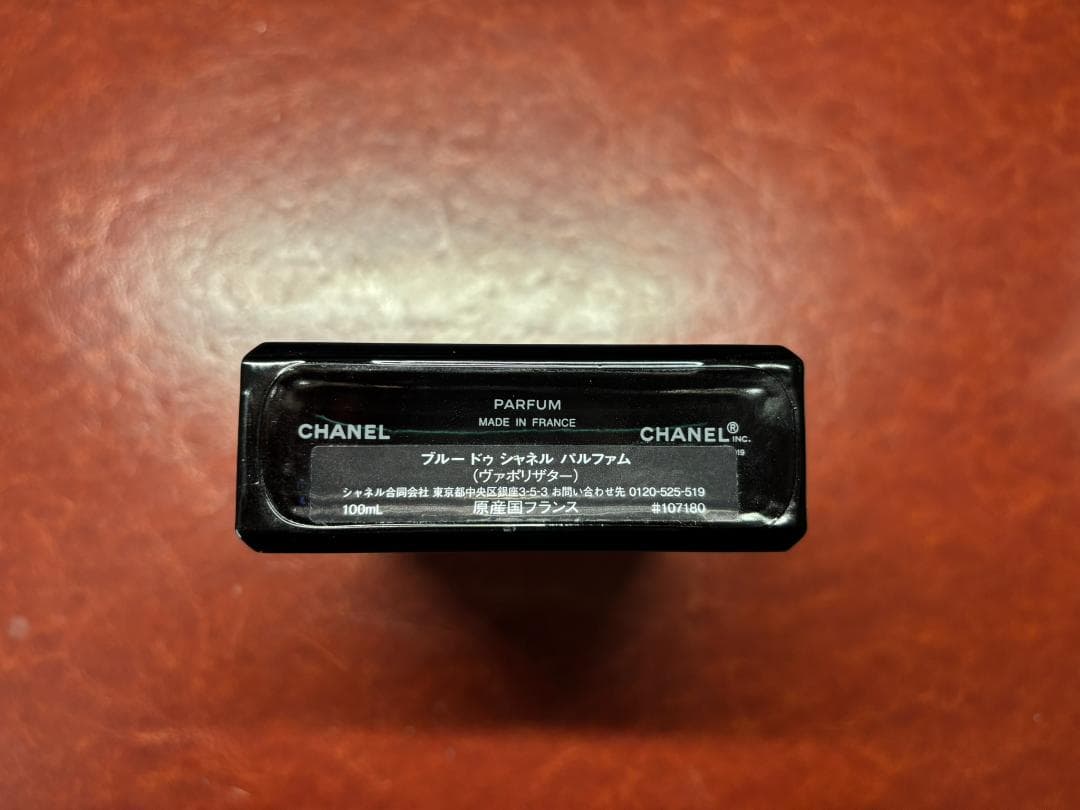 PARFUM
MADE IN FRANCE
CHANEL
CHANEL® INC.
ブルー ドゥ シャネル パルファム
(ヴァポリザター)
シャネル合同会社 東京都中央区銀座3-5-3 お問い合わせ先 0120-525-519
100mL 原産国フランス #107180